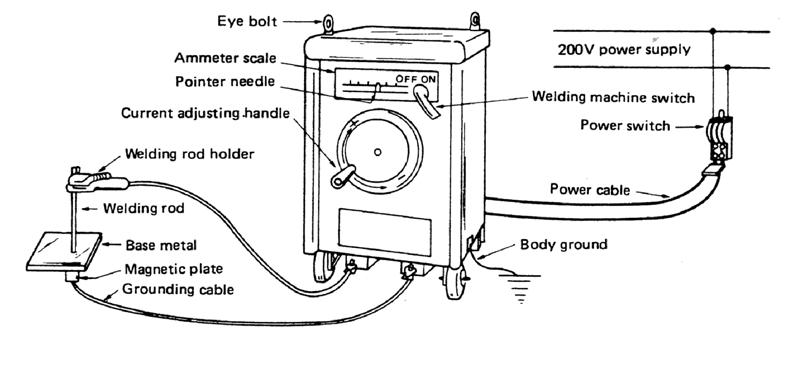 Eye bolt
200V power supply
Ammeter scale
OFF ON
Pointer needle
Welding machine switch
Current adjusting handle
Power switch
Welding rod holder
Power cable
Welding rod
Base metal
Body ground
Magnetic plate
Grounding cable